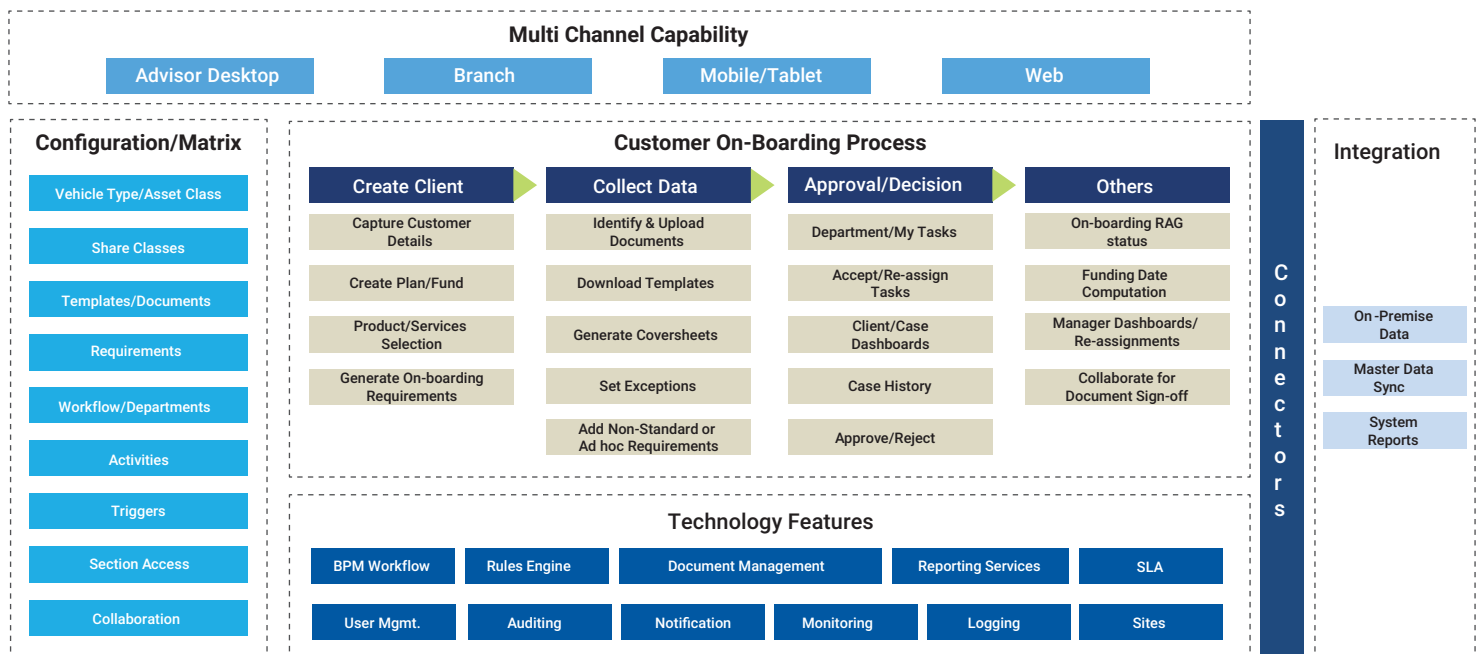 Multi Channel Capability
Advisor Desktop
Branch
Mobile/Tablet
Web
Configuration/Matrix
Vehicle Type/Asset Class
Share Classes
Templates/Documents
Requirements
Workflow/Departments
Activities
Triggers
Section Access
Collaboration
Customer On-Boarding Process
Create Client
Capture Customer
Details
Create Plan/Fund
Product/Services
Selection
Generate On-boarding
Requirements
Collect Data
Identify & Upload
Documents
Download Templates
Generate Coversheets
Set Exceptions
Add Non-Standard or
Ad hoc Requirements
Approval/Decision
Department/My Tasks
Accept/Re-assign
Tasks
Client/Case
Dashboards
Case History
Approve/Reject
Others
On-boarding RAG
status
Funding Date
Computation
Manager Dashboards/
Re-assignments
Collaborate for
Document Sign-off
Technology Features
BPM Workflow
Rules Engine
Document Management
Reporting Services
SLA
User Mgmt.
Auditing
Notification
Monitoring
Logging
Sites
Connectors
Integration
On-Premise
Data
Master Data
Sync
System
Reports